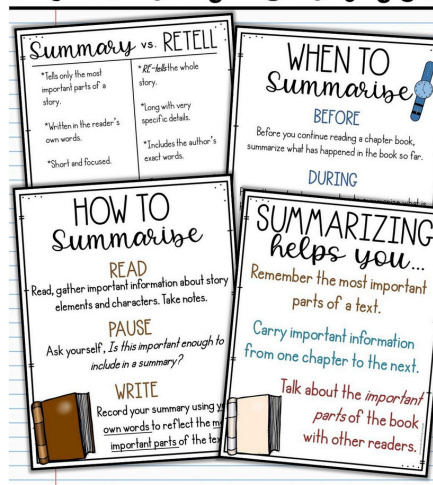 Summary vs. RETELL
*Tells only the most
important parts of a
story.
*Written in the reader's
own words.
*Short and focused.
*RE-tells the whole
story.
*Long with very
specific details.
*Includes the author's
exact words.
WHEN TO
Summarise
BEFORE
Before you continue reading a chapter book,
summarize what has happened in the book so far.
DURING
HOW TO
Summarise
READ
Read, gather important information about story
elements and characters. Take notes.
PAUSE
Ask yourself, Is this important enough to
include in a summary?
WRITE
Record your summary using
own words to reflect the
important parts of the
SUMMARIZING
helps you...
Remember the most important
parts of a text.
Carry important information
from one chapter to the next.
Talk about the important
parts of the book
with other readers.